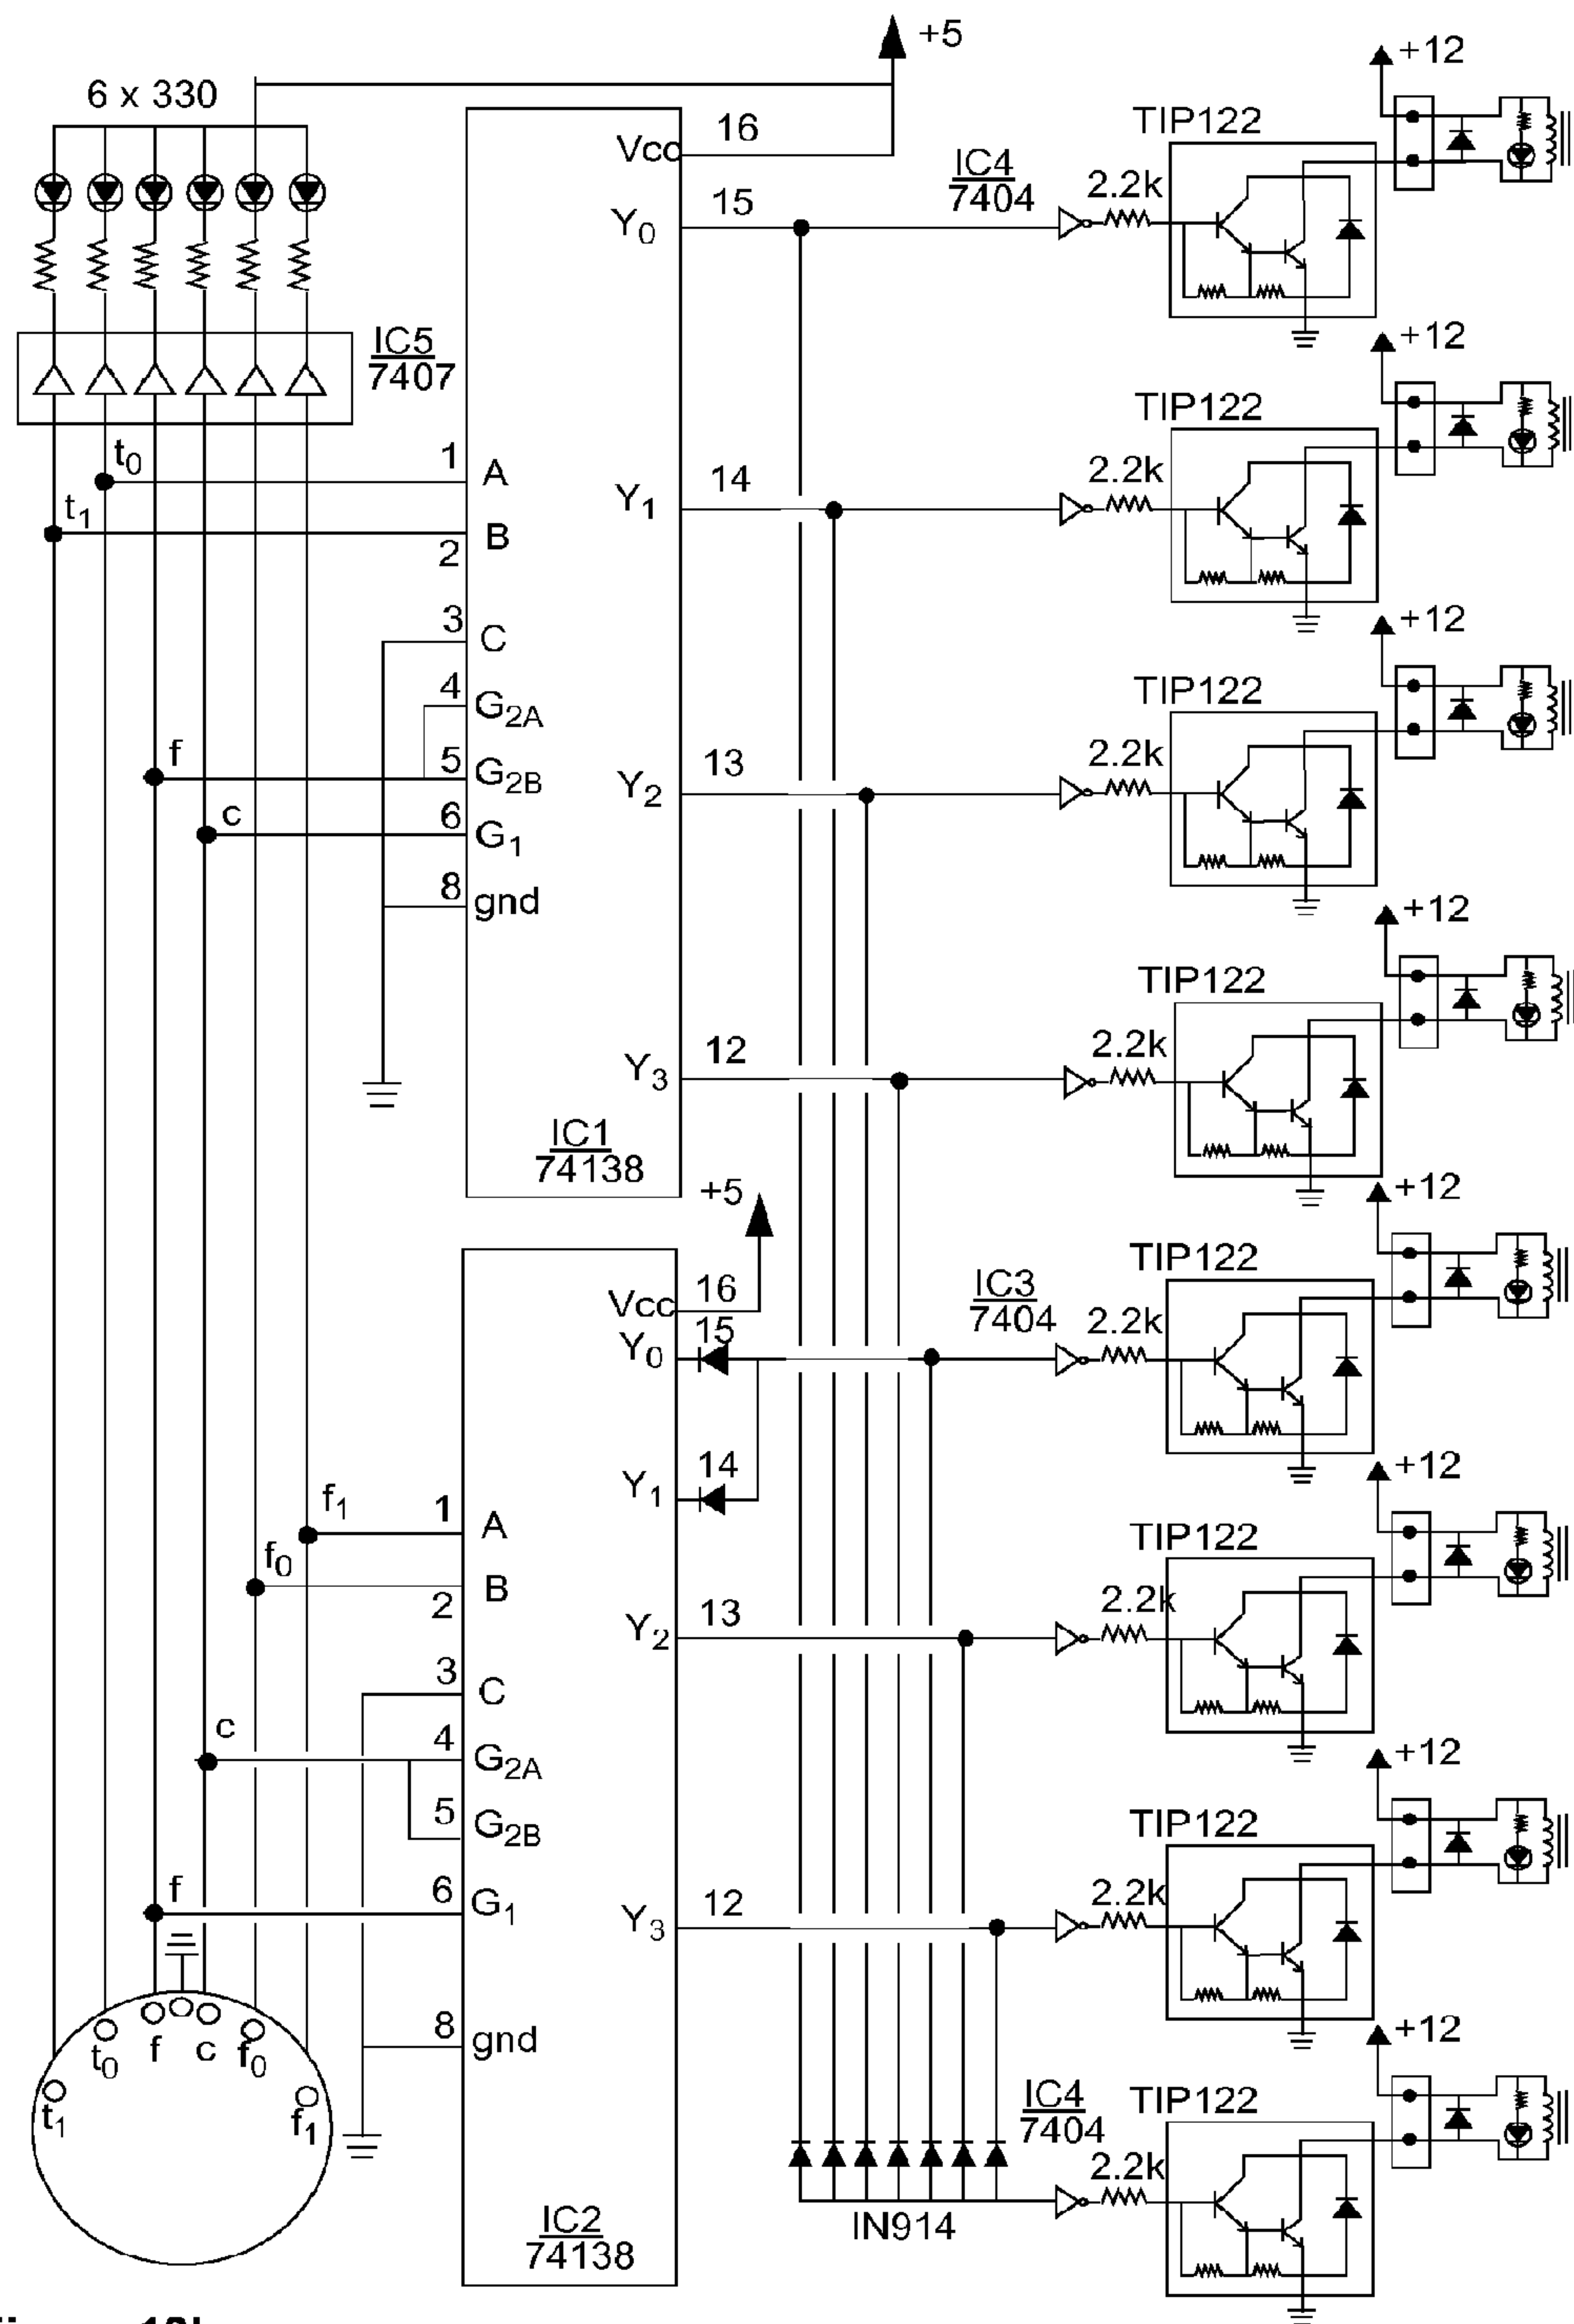 +5
+12
6 x 330
TIP122
Vcc
16
IC4
7404
2.2k
15
Y0
IC5
7407
+12
TIP122
t0
1
A
t1
2
B
Y1
14
2.2k
3
C
4
G2A
+12
TIP122
f
5
G2B
Y2
13
2.2k
c
6
G1
8
gnd
+12
TIP122
Y3
12
2.2k
IC1
74138
+5
+12
TIP122
Vcc
16
IC3
7404
2.2k
15
Y0
14
Y1
+12
f1
1
A
TIP122
f0
2
B
Y2
13
2.2k
3
C
c
4
G2A
5
G2B
+12
TIP122
f
6
G1
Y3
12
2.2k
t1
t0
f
c
f0
f1
8
gnd
+12
IC4
7404
TIP122
2.2k
IN914
IC2
74138